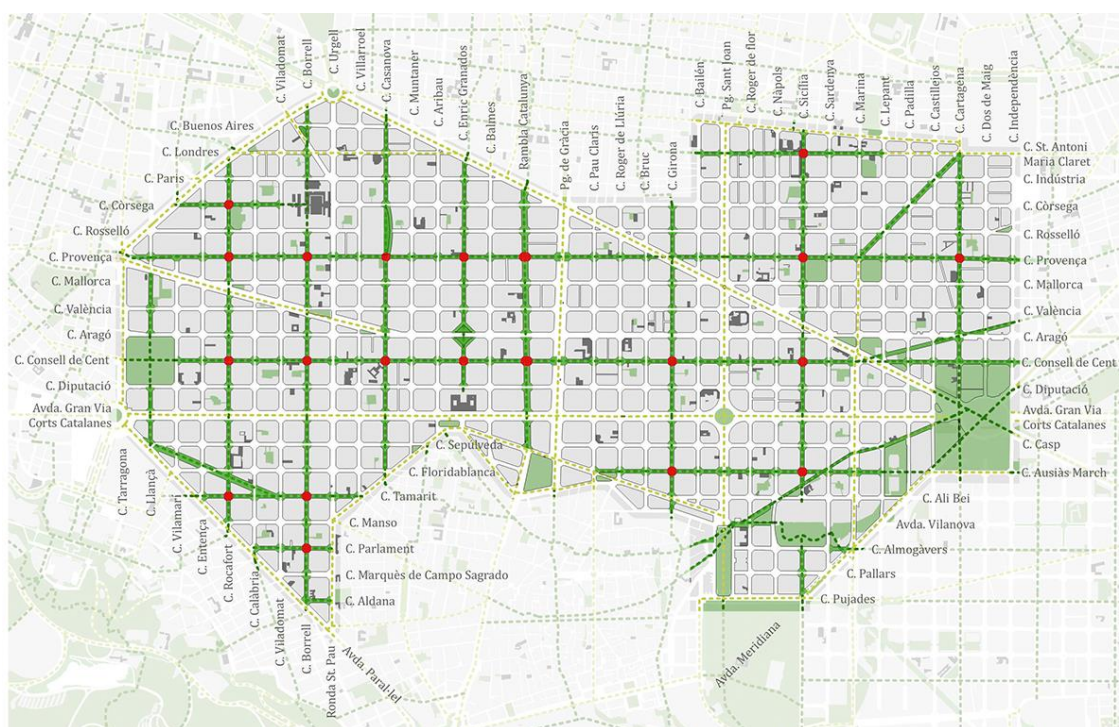 C. Viladomat
C. Borrell
C. Urgell
C. Villarroel
C. Casanova
C. Muntaner
C. Aribau
C. Enric Granados
C. Balmes
Rambla Catalunya
Pg. de Gràcia
C. Pau Claris
C. Roger de Llúria
C. Bruc
C. Girona
C. Bailén
Pg. Sant Joan
C. Roger de flor
C. Nàpols
C. Sicília
C. Sardenya
C. Marina
C. Lepant
C. Padilla
C. Castillejos
C. Cartagena
C. Dos de Maig
C. Independència
C. Buenos Aires
C. Londres
C. Paris
C. Còrsega
C. Rosselló
C. Provença
C. Mallorca
C. València
C. Aragó
C. Consell de Cent
C. Diputació
Avda. Gran Via
Corts Catalanes
C. St. Antoni
Maria Claret
C. Indústria
C. Còrsega
C. Rosselló
C. Provença
C. Mallorca
C. València
C. Aragó
C. Consell de Cent
C. Diputació
Avda. Gran Via
Corts Catalanes
C. Casp
C. Ausiàs March
C. Tarragona
C. Llançà
C. Vilamarí
C. Entença
C. Rocafort
C. Calàbria
C. Viladomat
C. Borrell
Ronda St. Pau
Avda. Paral·lel
C. Sepúlveda
C. Floridablanca
C. Tamarit
C. Manso
C. Parlament
C. Marquès de Campo Sagrado
C. Aldana
C. Ali Bei
Avda. Vilanova
C. Almogàvers
C. Pallars
C. Pujades
Avda. Meridiana